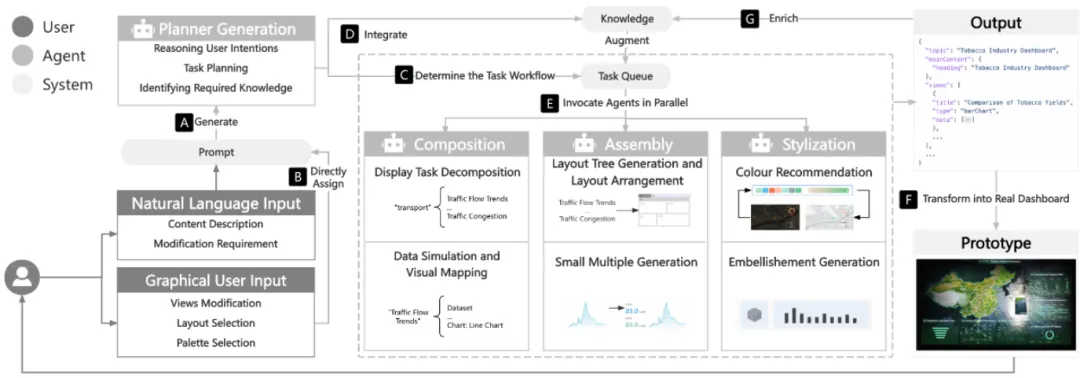 User
Agent
System
Planner Generation
Reasoning User Intentions
Task Planning
Identifying Required Knowledge
A Generate
Prompt
B Directly
Assign
Natural Language Input
Content Description
Modification Requirement
Graphical User Input
Views Modification
Layout Selection
Palette Selection
D Integrate
C Determine the Task Workflow
Knowledge
Augment
Task Queue
E Invocate Agents in Parallel
G Enrich
Composition
Display Task Decomposition
"transport"
Traffic Flow Trends
...
Traffic Congestion
Data Simulation and
Visual Mapping
"Traffic Flow
Trends"
Dataset
...
Chart: Line Chart
Assembly
Layout Tree Generation and
Layout Arrangement
Traffic Flow Trends
...
Traffic Congestion
Small Multiple Generation
Stylization
Colour Recommendation
Embellishement Generation
Output
{
"topic": "Tobacco Industry Dashboard",
"mainContent": {
"heading": "Tobacco Industry Dashboard"
},
"views": [
{
"title": "Comparison of Tobacco Yields",
"type": "barChart",
"data":
},
...
],
...
}
F Transform into Real Dashboard
Prototype